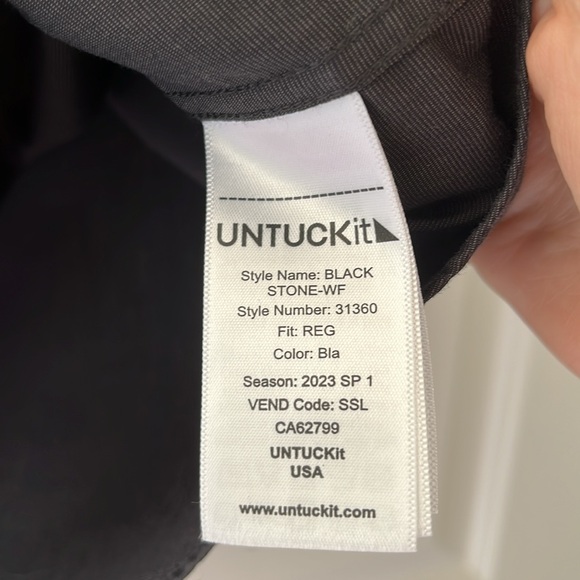 UNTUCKit
Style Name: BLACK
STONE-WF
Style Number: 31360
Fit: REG
Color: Bla
Season: 2023 SP 1
VEND Code: SSL
CA62799
UNTUCKit
USA
www.untuckit.com